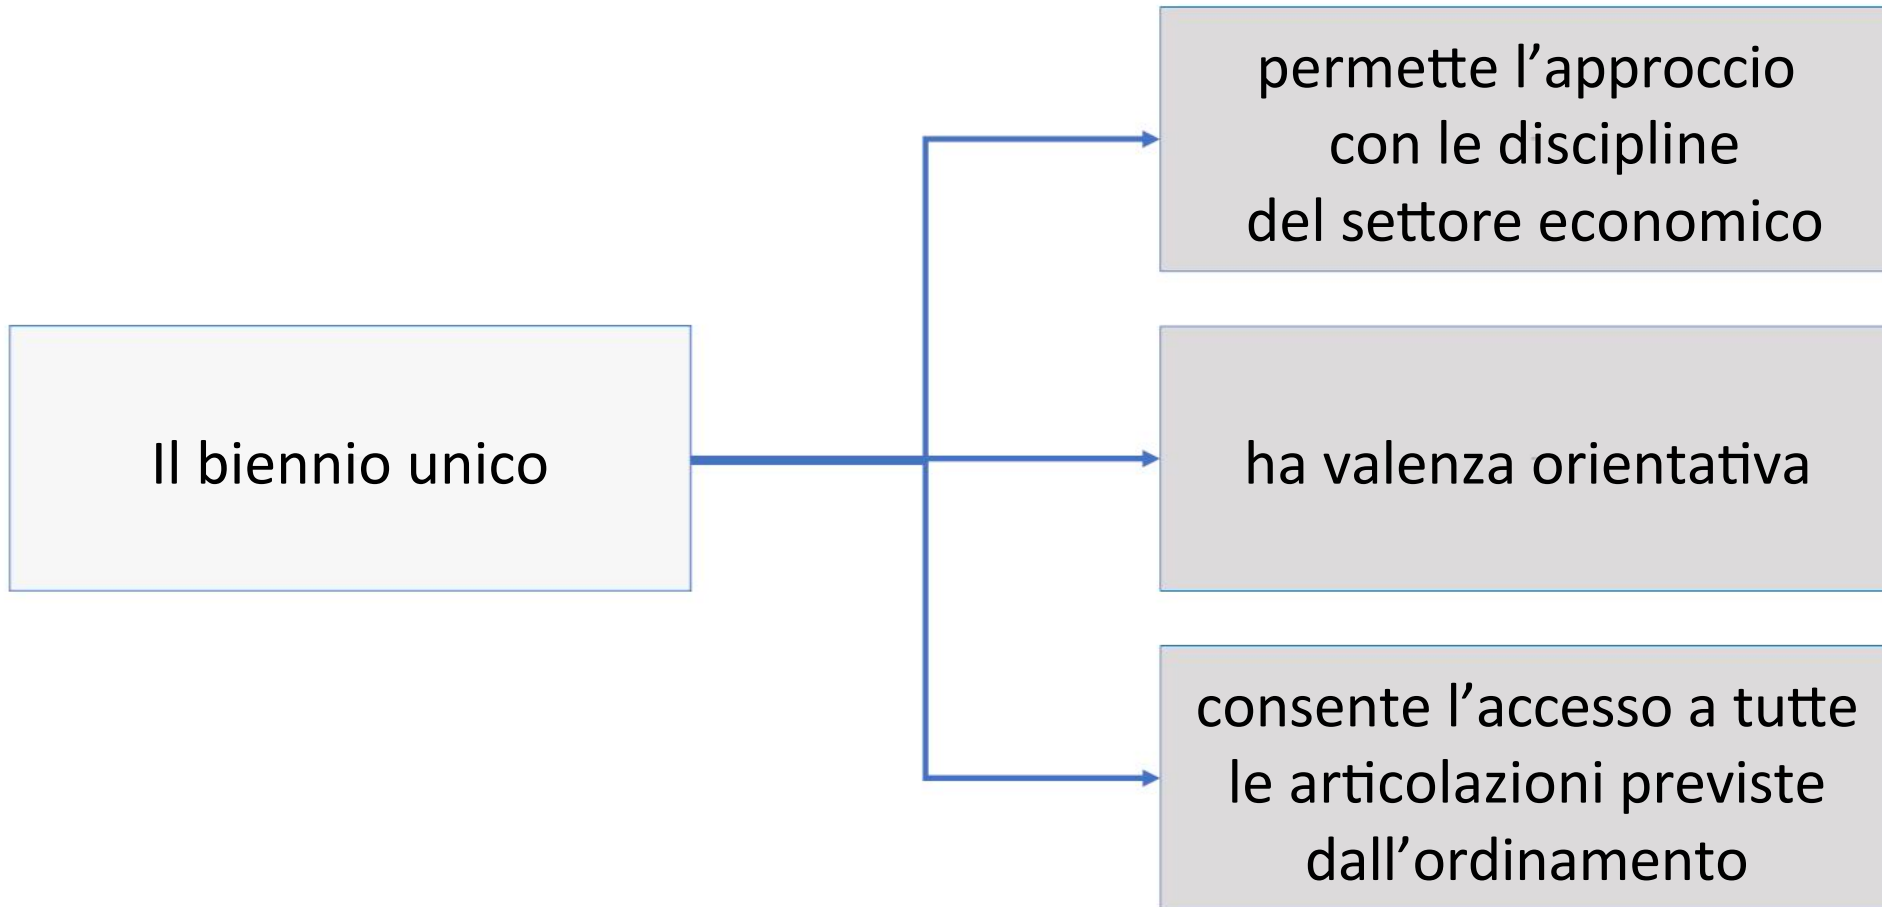 permette l’approccio
con le discipline
del settore economico
Il biennio unico
ha valenza orientativa
consente l’accesso a tutte
le articolazioni previste
dall’ordinamento